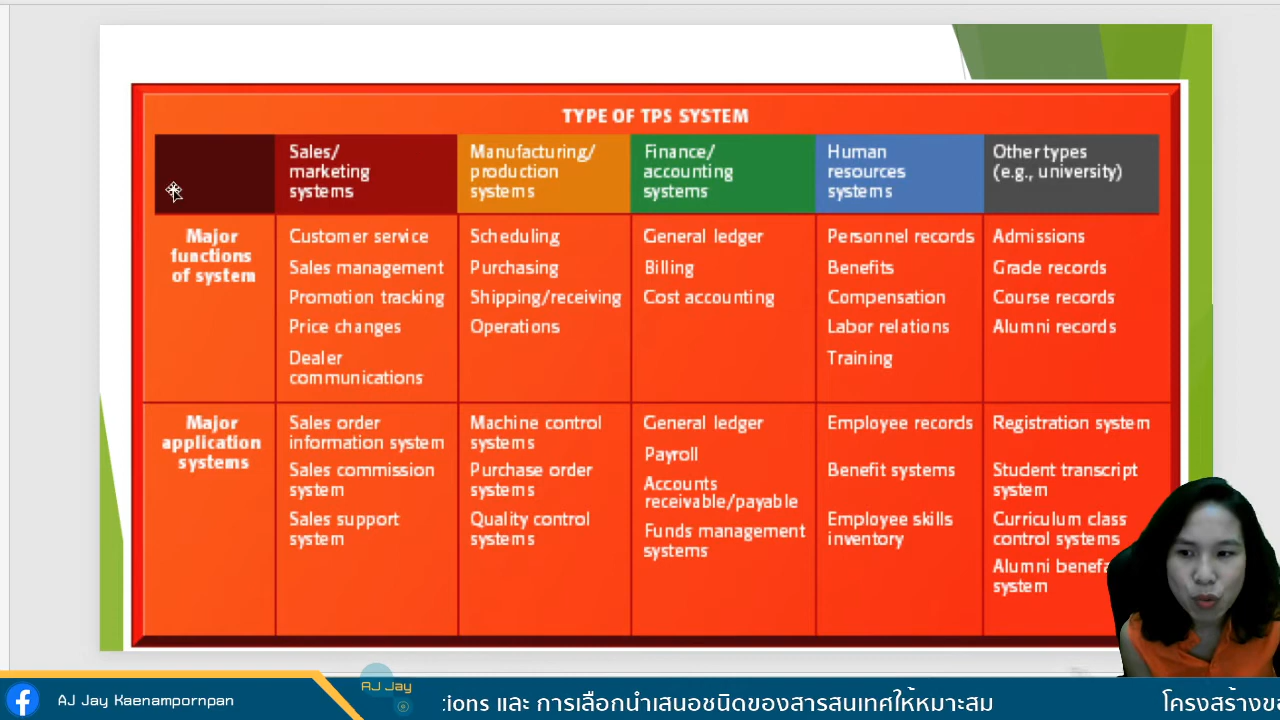 TYPE OF TPS SYSTEM
Sales/
marketing
systems
Manufacturing/
production
systems
Finance/
accounting
systems
Human
resources
systems
Other types
(e.g., university)
Major
functions
of system
Customer service
Sales management
Promotion tracking
Price changes
Dealer
communications
Scheduling
Purchasing
Shipping/receiving
Operations
General ledger
Billing
Cost accounting
Personnel records
Benefits
Compensation
Labor relations
Training
Admissions
Grade records
Course records
Alumni records
Major
application
systems
Sales order
information system
Sales commission
system
Sales support
system
Machine control
systems
Purchase order
systems
Quality control
systems
General ledger
Payroll
Accounts
receivable/payable
Funds management
systems
Employee records
Benefit systems
Employee skills
inventory
Registration system
Student transcript
system
Curriculum class
control systems
Alumni
system
AJ Jay Kaenampornpan
AJ Jay
tions และ การเลือกนำเสนอชนิดของสารสนเทศให้หมาะสม
โครงสร้างข